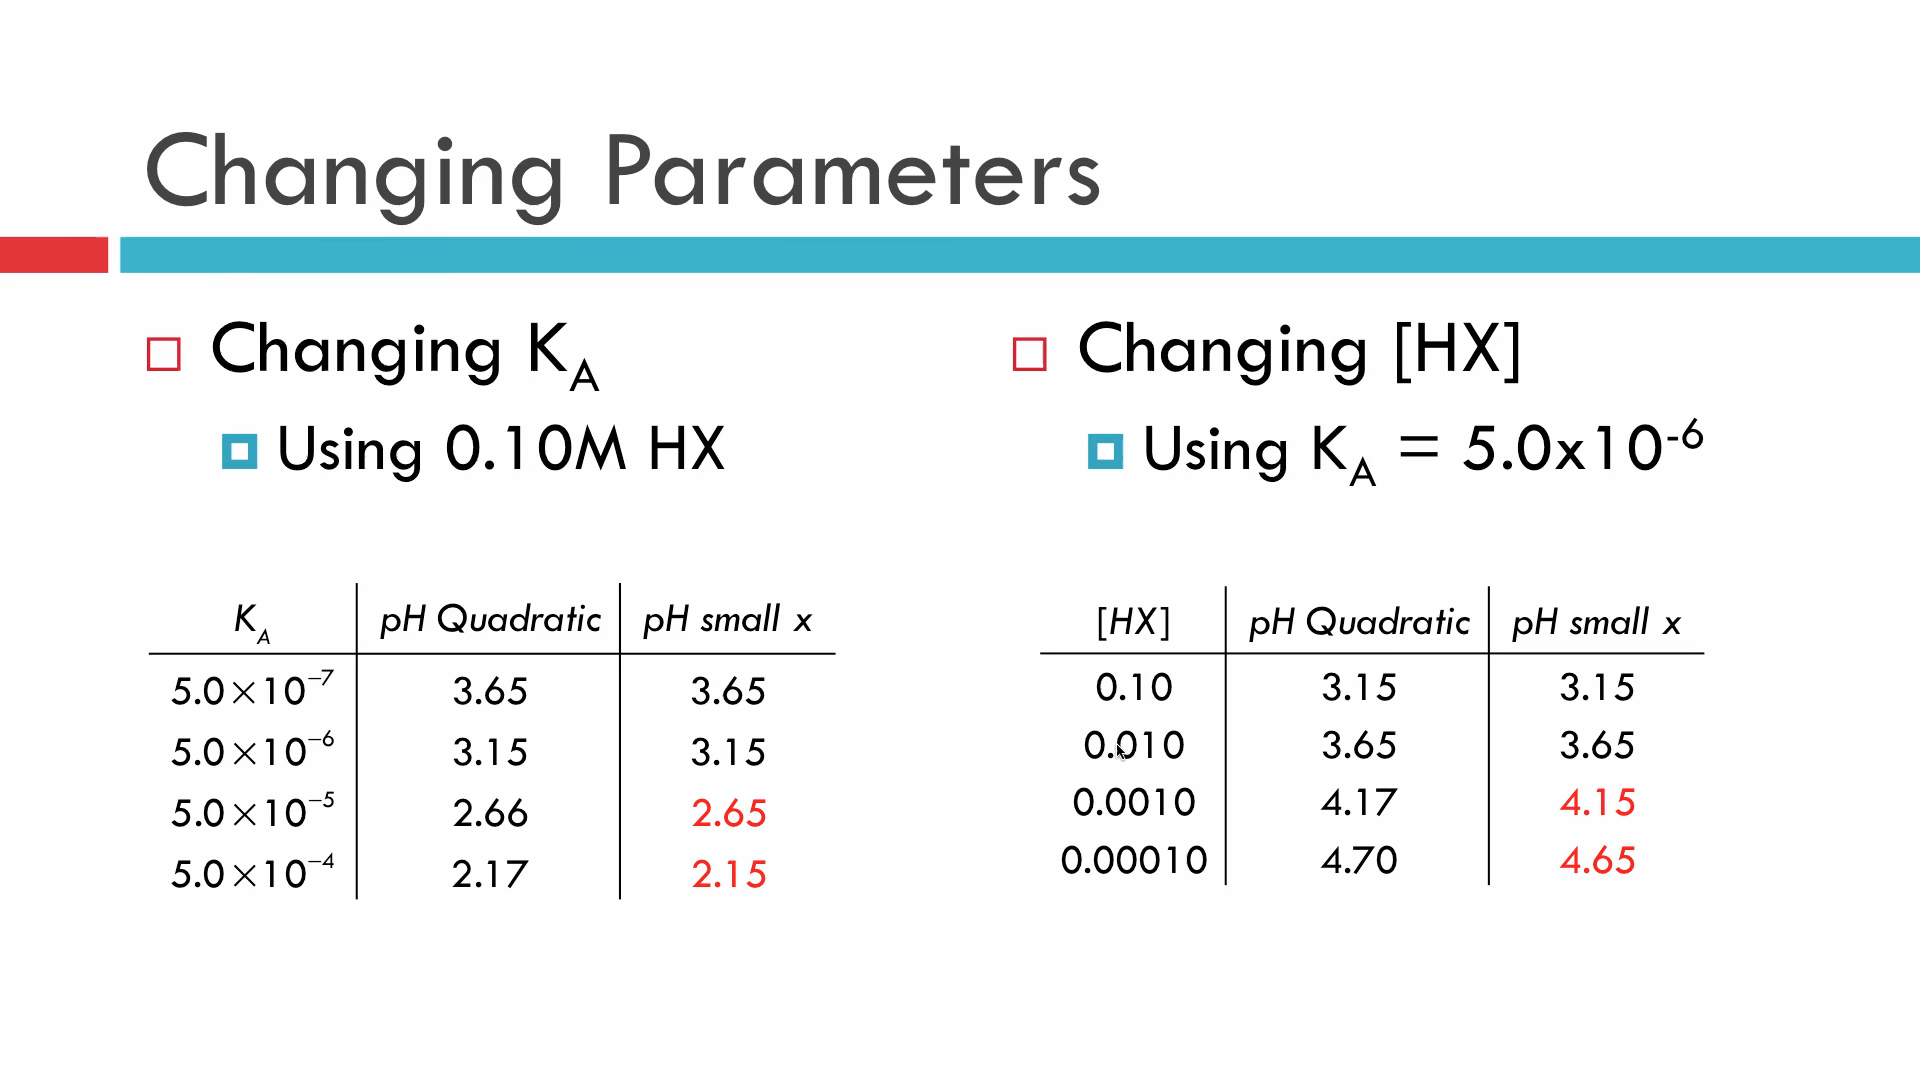 Changing Parameters
Changing K_A
Using 0.10M HX
K_A pH Quadratic pH small x
5.0×10⁻⁷ 3.65 3.65
5.0×10⁻⁶ 3.15 3.15
5.0×10⁻⁵ 2.66 2.65
5.0×10⁻⁴ 2.17 2.15
Changing [HX]
Using K_A = 5.0x10⁻⁶
[HX] pH Quadratic pH small x
0.10 3.15 3.15
0.010 3.65 3.65
0.0010 4.17 4.15
0.00010 4.70 4.65